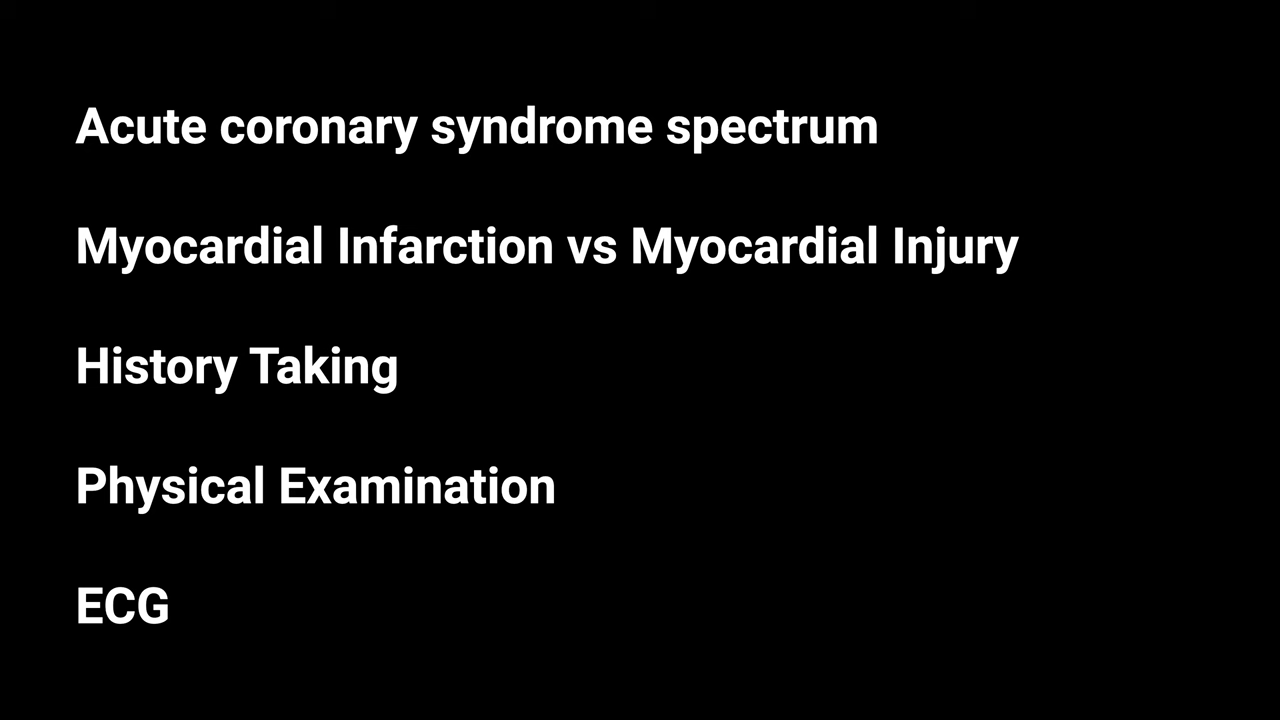 Acute coronary syndrome spectrum
Myocardial Infarction vs Myocardial Injury
History Taking
Physical Examination
ECG